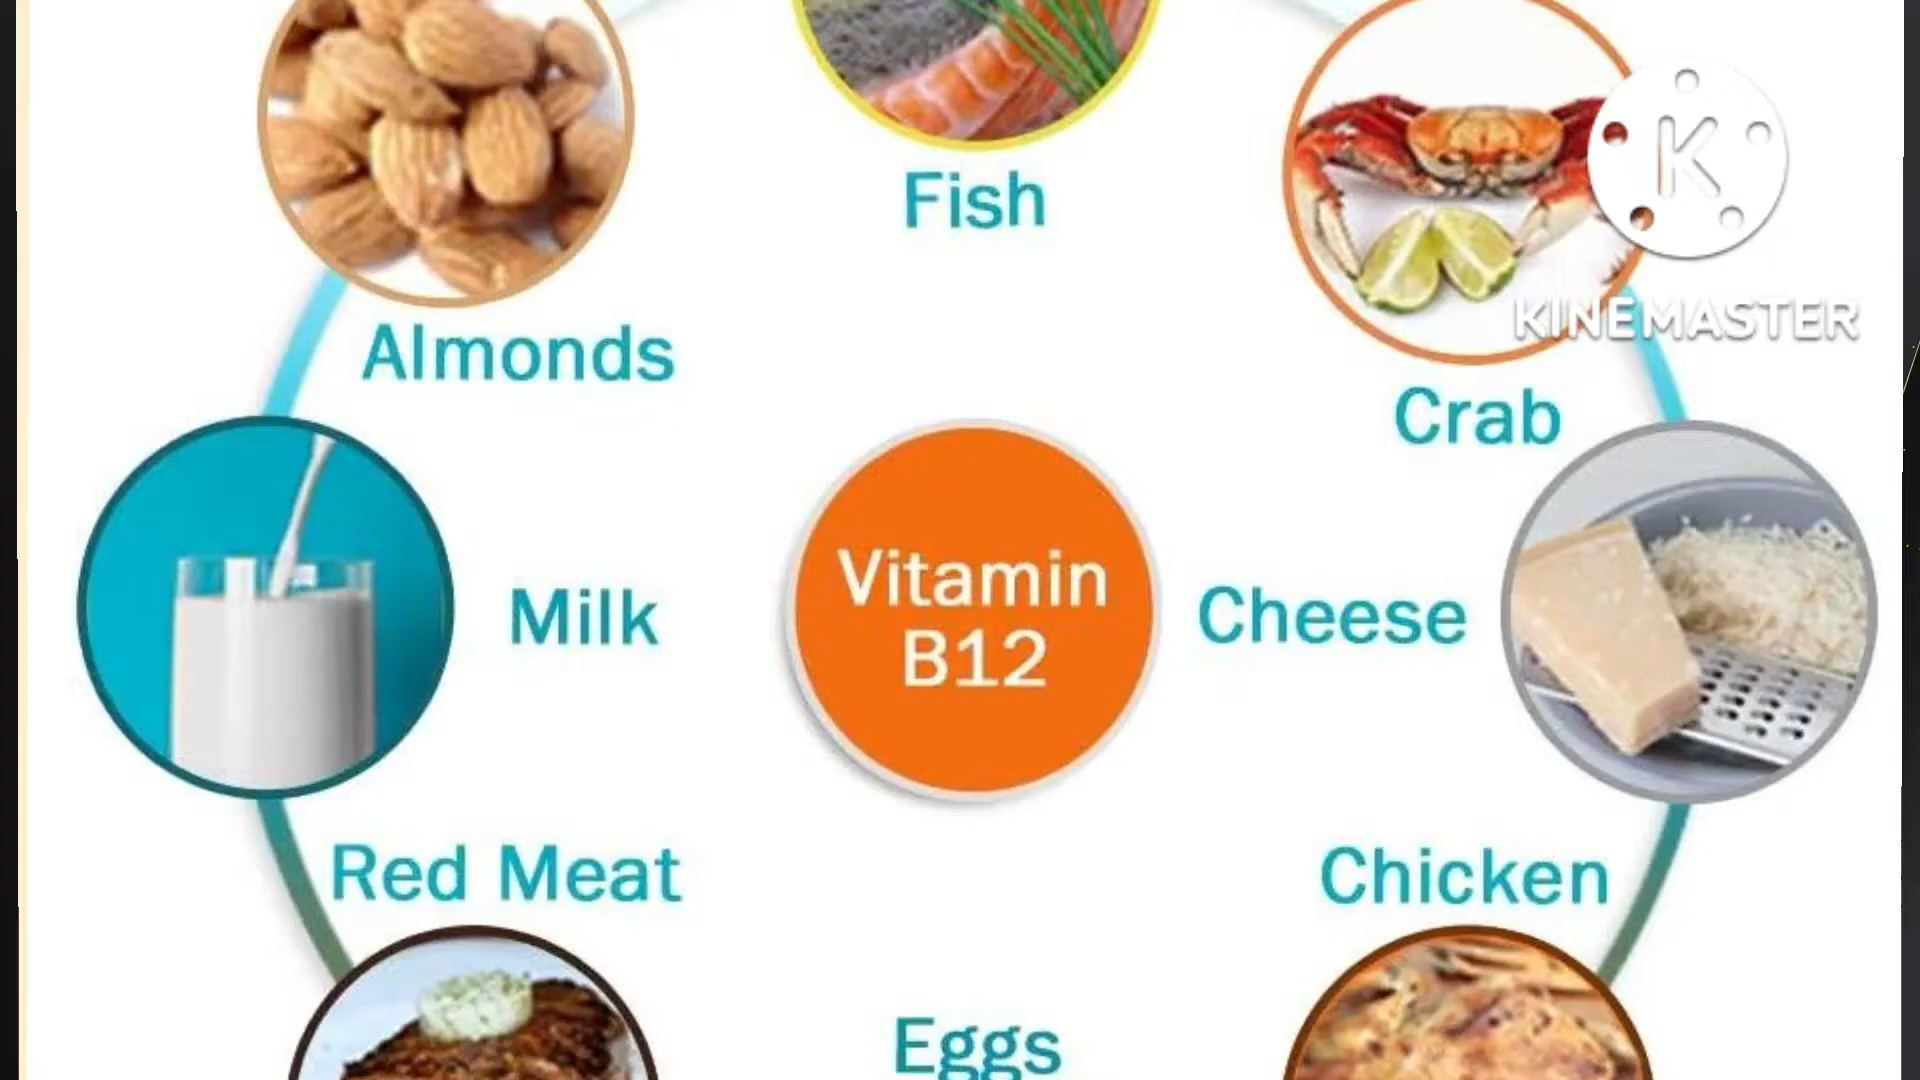 Fish
Almonds
K
KINEMASTER
Crab
Milk
Vitamin
B12
Cheese
Red Meat
Chicken
Eggs